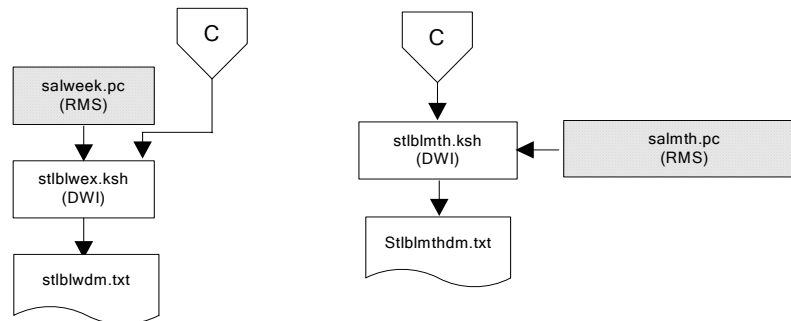 C
salweek.pc
(RMS)
stlblwex.ksh
(DWI)
stlblwdm.txt
C
stlblmth.ksh
(DWI)
salmth.pc
(RMS)
Stlblmthdm.txt